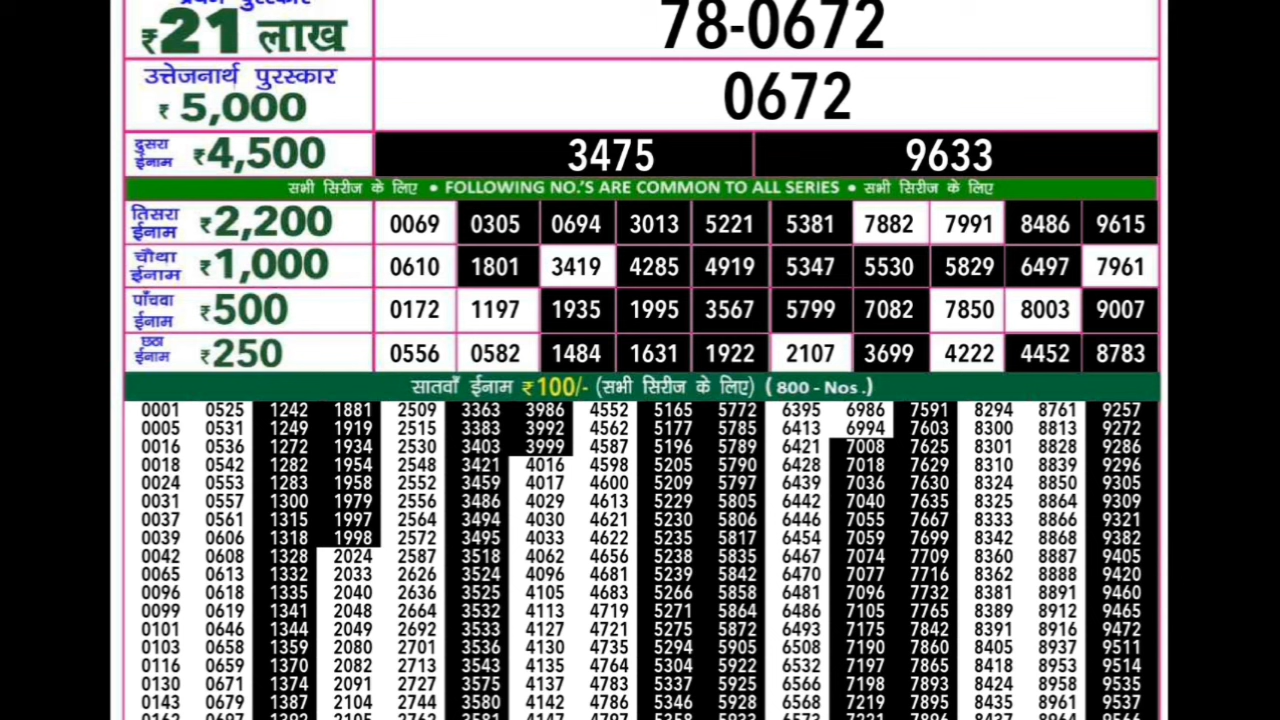 प्रथम पुरस्कार
₹21 लाख 78-0672
उत्तेजनार्थ पुरस्कार
₹ 5,000 0672
दुसरा ईनाम ₹4,500 3475 9633
सभी सिरीज के लिए • FOLLOWING NO.'S ARE COMMON TO ALL SERIES • सभी सिरीज के लिए
तिसरा ईनाम ₹2,200 0069 0305 0694 3013 5221 5381 7882 7991 8486 9615
चौथा ईनाम ₹1,000 0610 1801 3419 4285 4919 5347 5530 5829 6497 7961
पाँचवा ईनाम ₹500 0172 1197 1935 1995 3567 5799 7082 7850 8003 9007
छठा ईनाम ₹250 0556 0582 1484 1631 1922 2107 3699 4222 4452 8783
सातवाँ ईनाम ₹100/- (सभी सिरीज के लिए) ( 800 - Nos .)
0001 0525 1242 1881 2509 3363 3986 4552 5165 5772 6395 6986 7591 8294 8761 9257
0005 0531 1249 1919 2515 3383 3992 4562 5177 5785 6413 6994 7603 8300 8813 9272
0016 0536 1272 1934 2530 3403 3999 4587 5196 5789 6421 7008 7625 8301 8828 9286
0018 0542 1282 1954 2548 3421 4016 4598 5205 5790 6428 7018 7629 8310 8839 9296
0024 0553 1283 1958 2552 3459 4017 4600 5209 5797 6439 7036 7630 8324 8850 9305
0031 0557 1300 1979 2556 3486 4029 4613 5229 5805 6442 7040 7635 8325 8864 9309
0037 0561 1315 1997 2564 3494 4030 4621 5230 5806 6446 7055 7667 8333 8866 9321
0039 0606 1318 1998 2572 3495 4033 4622 5235 5817 6454 7059 7699 8342 8868 9382
0042 0608 1328 2024 2587 3518 4062 4656 5238 5835 6467 7074 7709 8360 8887 9405
0065 0613 1332 2033 2626 3524 4096 4681 5239 5842 6470 7077 7716 8362 8888 9420
0096 0618 1335 2040 2636 3525 4105 4683 5266 5858 6481 7096 7732 8381 8891 9460
0099 0619 1341 2048 2664 3532 4113 4719 5271 5864 6486 7105 7765 8389 8912 9465
0101 0646 1344 2049 2692 3533 4127 4721 5275 5872 6493 7175 7842 8391 8916 9472
0103 0658 1359 2080 2701 3536 4130 4735 5294 5905 6508 7190 7860 8405 8937 9511
0116 0659 1370 2082 2713 3543 4135 4764 5304 5922 6532 7197 7865 8418 8953 9514
0130 0671 1374 2091 2727 3575 4137 4783 5337 5925 6566 7198 7893 8424 8958 9535
0143 0679 1387 2104 2744 3580 4142 4786 5346 5928 6568 7219 7895 8435 8961 9537